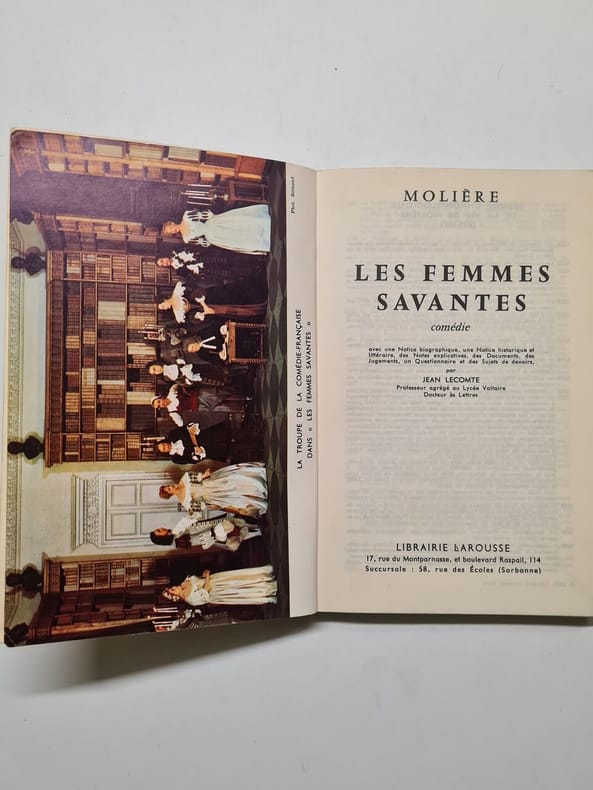 Phot. Bernand
LA TROUPE DE LA COMÉDIE-FRANÇAISE
DANS « LES FEMMES SAVANTES »
MOLIÈRE
LES FEMMES
SAVANTES
comédie
avec une Notice biographique, une Notice historique et
littéraire, des Notes explicatives, des Documents, des
Jugements, un Questionnaire et des Sujets de devoirs,
par
JEAN LECOMTE
Professeur agrégé au Lycée Voltaire
Docteur ès Lettres
LIBRAIRIE LAROUSSE
17, rue du Montparnasse, et boulevard Raspail, 114
Succursale : 58, rue des Écoles (Sorbonne)